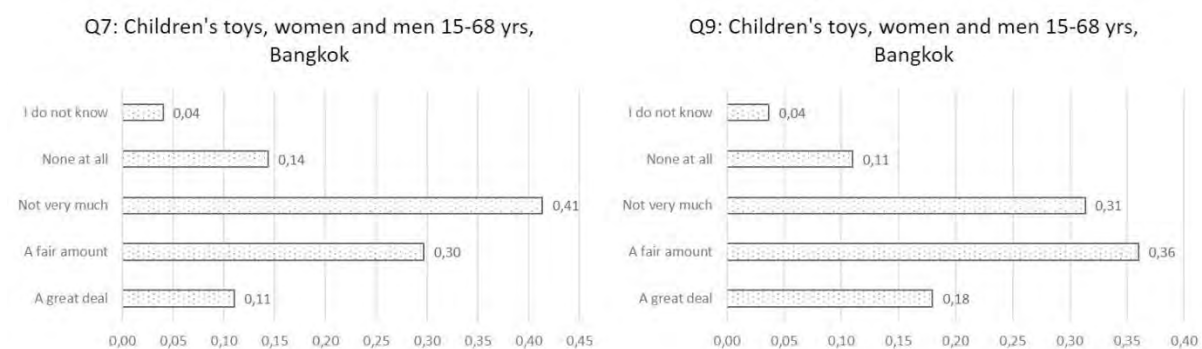 Q7: Children's toys, women and men 15-68 yrs,
Bangkok
I do not know 0,04
None at all 0,14
Not very much 0,41
A fair amount 0,30
A great deal 0,11
0,00 0,05 0,10 0,15 0,20 0,25 0,30 0,35 0,40 0,45
Q9: Children's toys, women and men 15-68 yrs,
Bangkok
I do not know 0,04
None at all 0,11
Not very much 0,31
A fair amount 0,36
A great deal 0,18
0,00 0,05 0,10 0,15 0,20 0,25 0,30 0,35 0,40